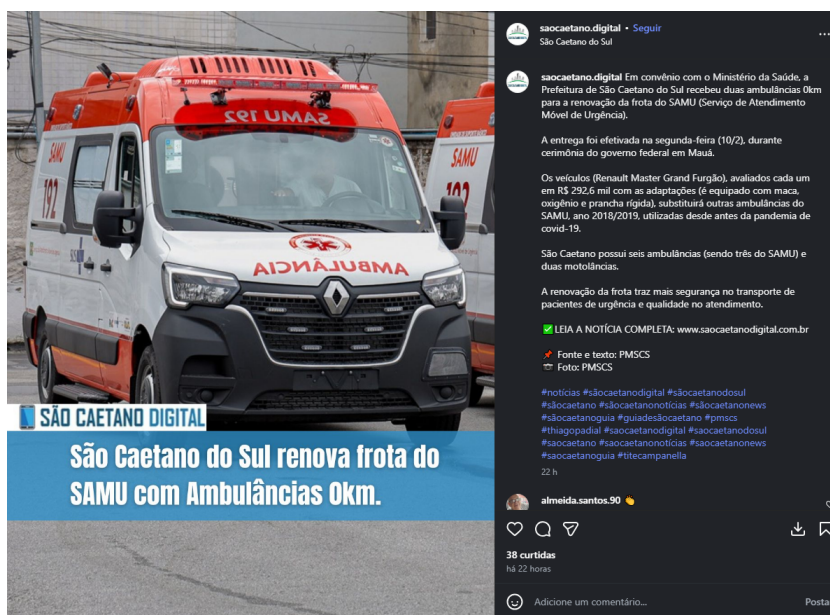 SAMU 192
SAMU
192
SAMU
192
AMBULÂNCIA
SÃO CAETANO DIGITAL
São Caetano do Sul renova frota do
SAMU com Ambulâncias 0km.
saocaetano.digital • Seguir
São Caetano do Sul
saocaetano.digital Em convênio com o Ministério da Saúde, a
Prefeitura de São Caetano do Sul recebeu duas ambulâncias 0km
para a renovação da frota do SAMU (Serviço de Atendimento
Móvel de Urgência).
A entrega foi efetivada na segunda-feira (10/2), durante
cerimônia do governo federal em Mauá.
Os veículos (Renault Master Grand Furgão), avaliados cada um
em R$ 292,6 mil com as adaptações (é equipado com maca,
oxigênio e prancha rígida), substituirá outras ambulâncias do
SAMU, ano 2018/2019, utilizadas desde antes da pandemia de
covid-19.
São Caetano possui seis ambulâncias (sendo três do SAMU) e
duas motolâncias.
A renovação da frota traz mais segurança no transporte de
pacientes de urgência e qualidade no atendimento.
✅ LEIA A NOTÍCIA COMPLETA: www.saocaetanodigital.com.br
📌 Fonte e texto: PMSCS
Foto: PMSCS
#notícias #sãocaetanodigital #sãocaetanodosul
#sãocaetano #sãocaetanonotícias #sãocaetanonews
#sãocaetanoguia #guiadesãocaetano #pmscs
#thiagopadial #saocaetanodigital #saocaetanodosul
#saocaetano #saocaetanonotícias #saocaetanonews
#saocaetanoguia #titecampanella
22 h
almeida.santos.90 👏
38 curtidas
há 22 horas
Adicione um comentário...
Posta